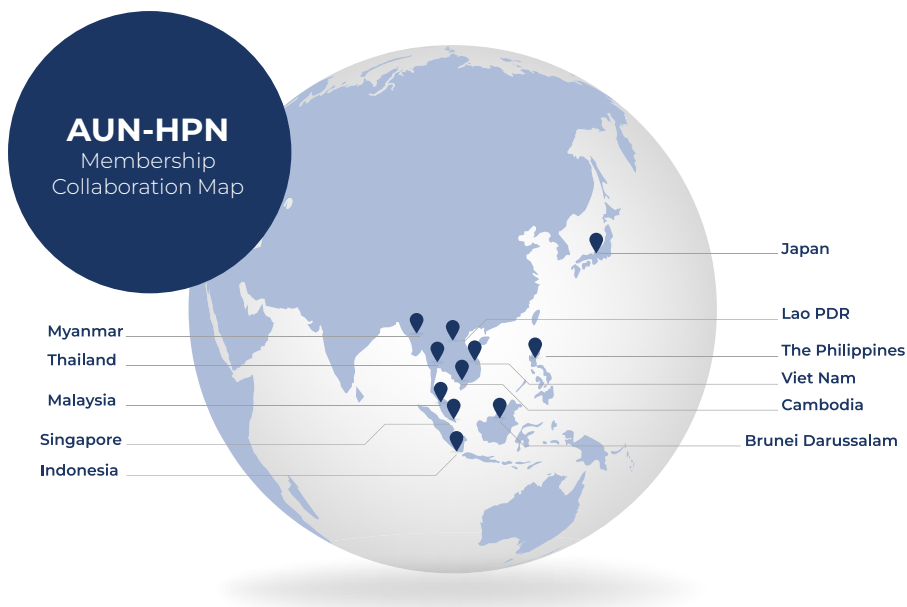 AUN-HPN
Membership
Collaboration Map
Japan
Myanmar
Lao PDR
Thailand
The Philippines
Viet Nam
Malaysia
Cambodia
Singapore
Brunei Darussalam
Indonesia